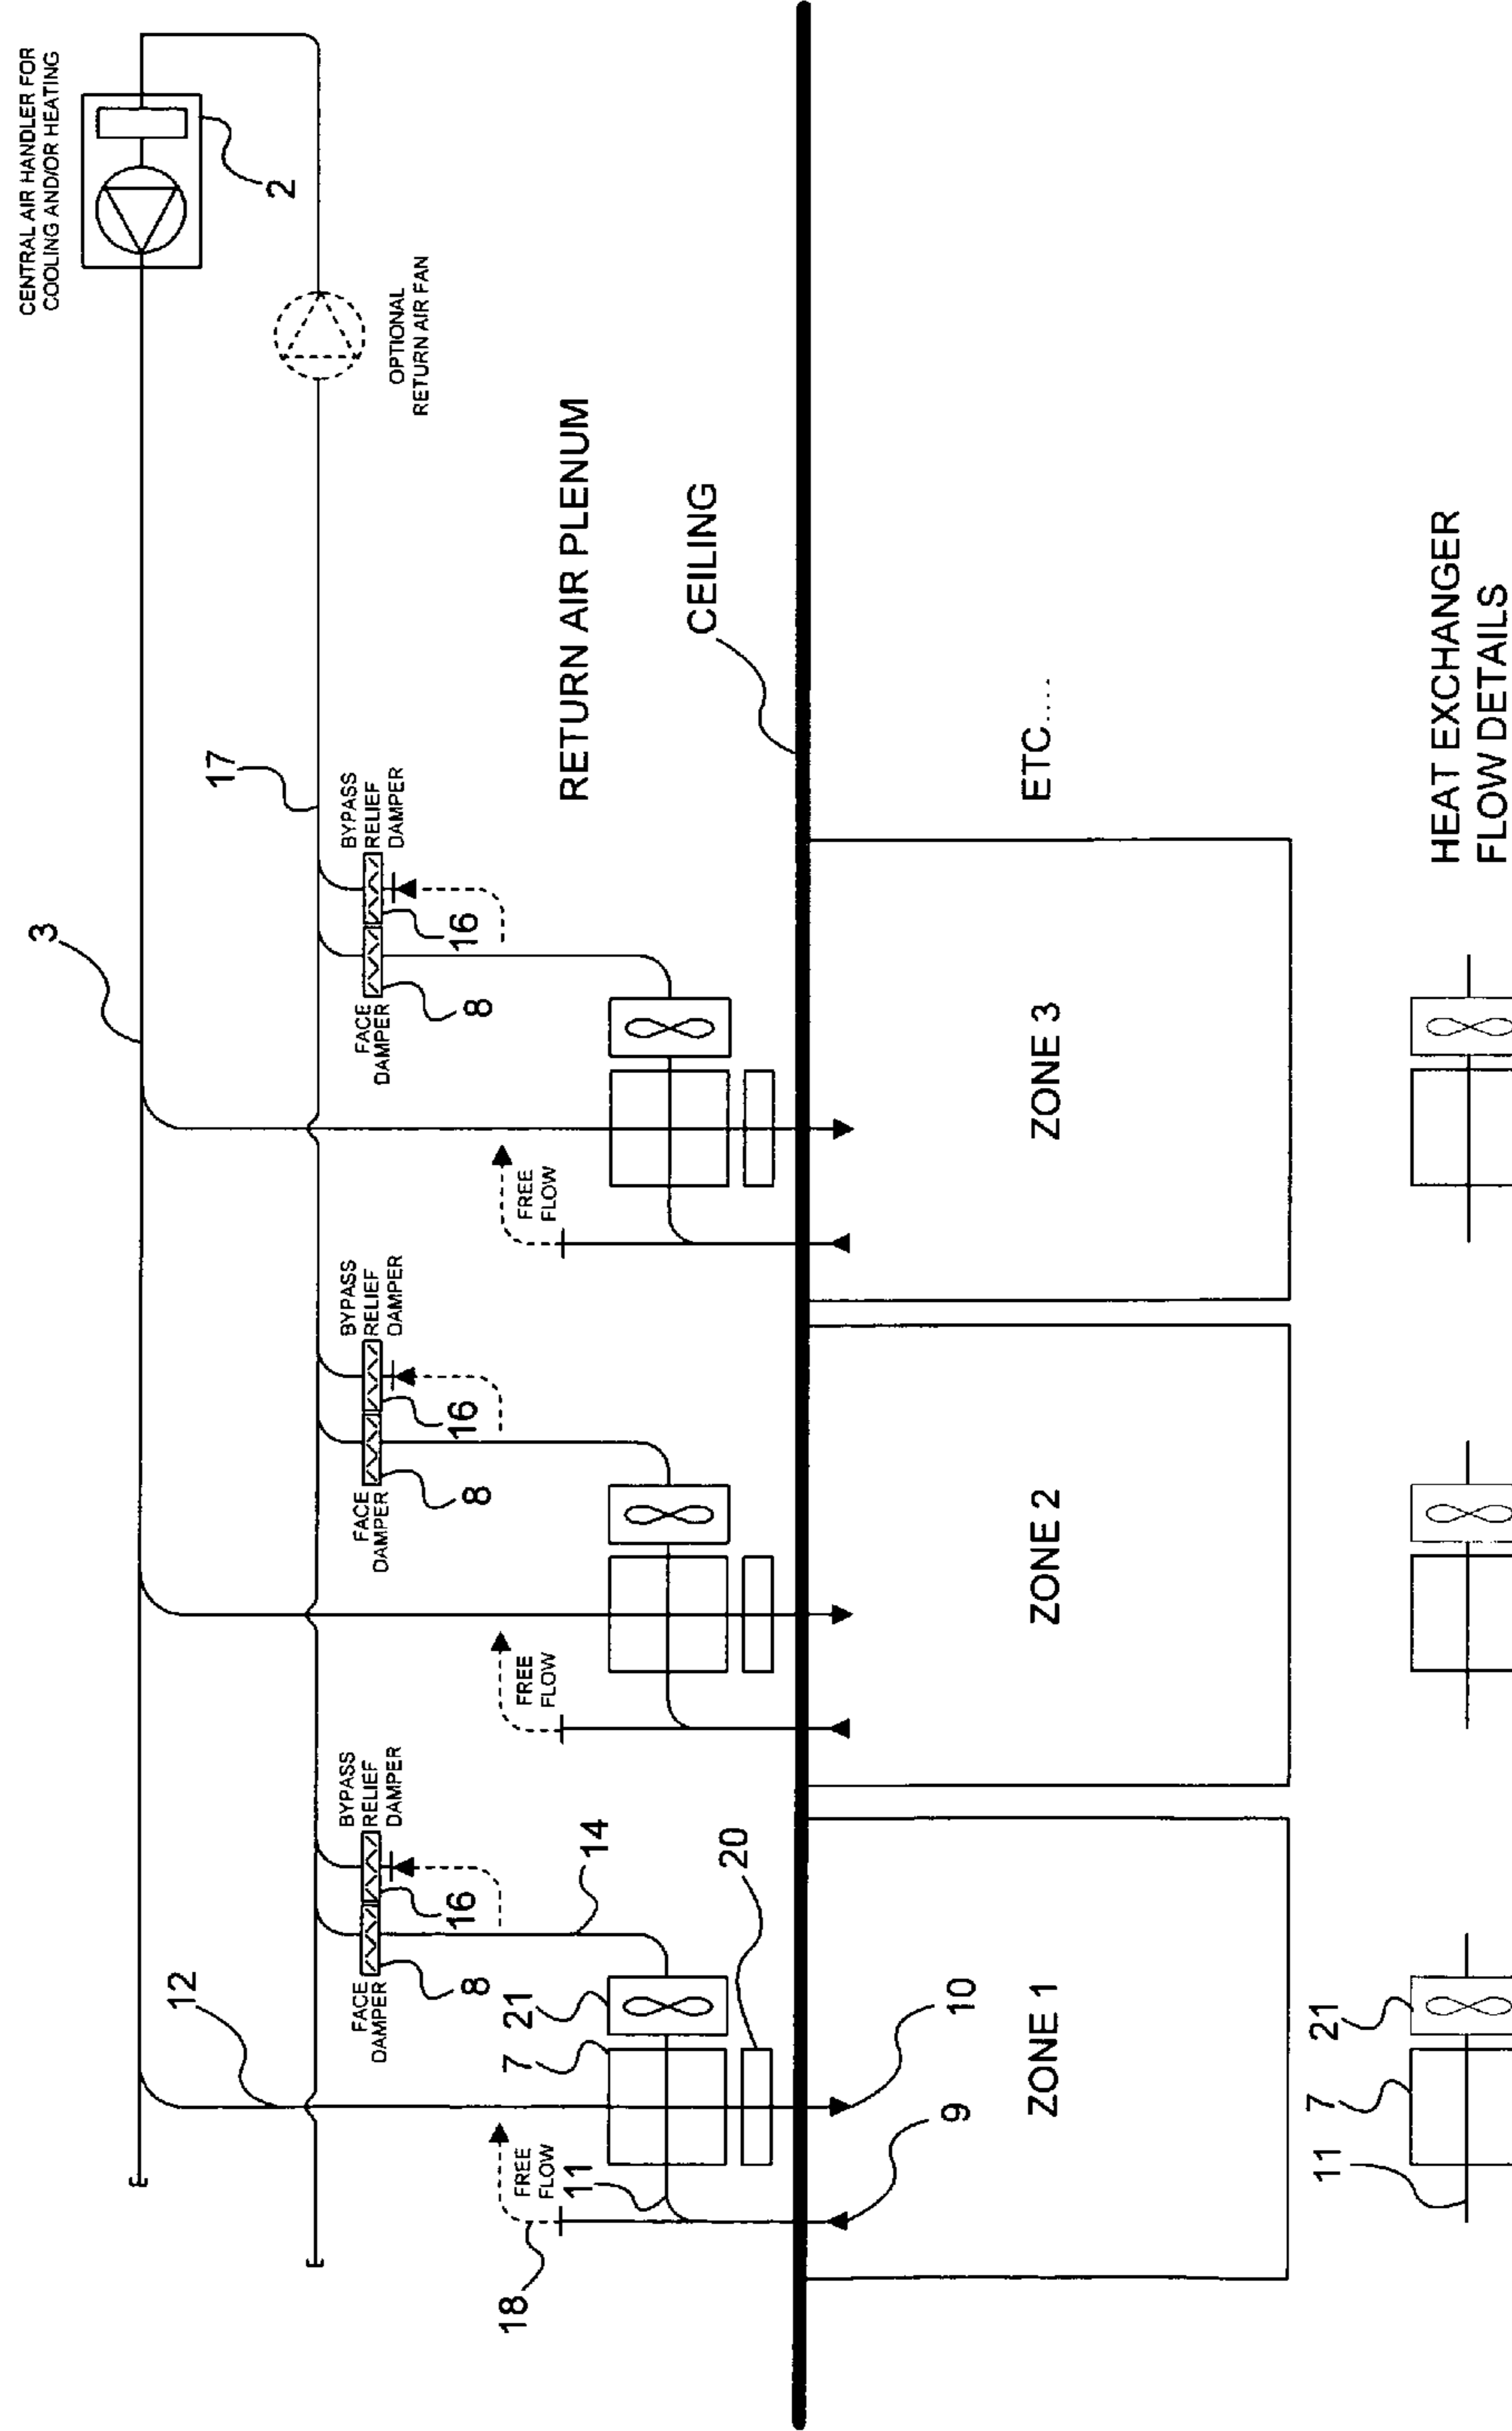 CENTRAL AIR HANDLER FOR
COOLING AND/OR HEATING
2
3
OPTIONAL
RETURN AIR FAN
17
12
FACE
DAMPER
8
16
BYPASS
RELIEF
DAMPER
FACE
DAMPER
8
16
BYPASS
RELIEF
DAMPER
FACE
DAMPER
8
16
BYPASS
RELIEF
DAMPER
RETURN AIR PLENUM
18
FREE
FLOW
11
7
21
14
FREE
FLOW
FREE
FLOW
20
CEILING
9
10
ZONE 1
ZONE 2
ZONE 3
ETC....
11
7
21
HEAT EXCHANGER
FLOW DETAILS